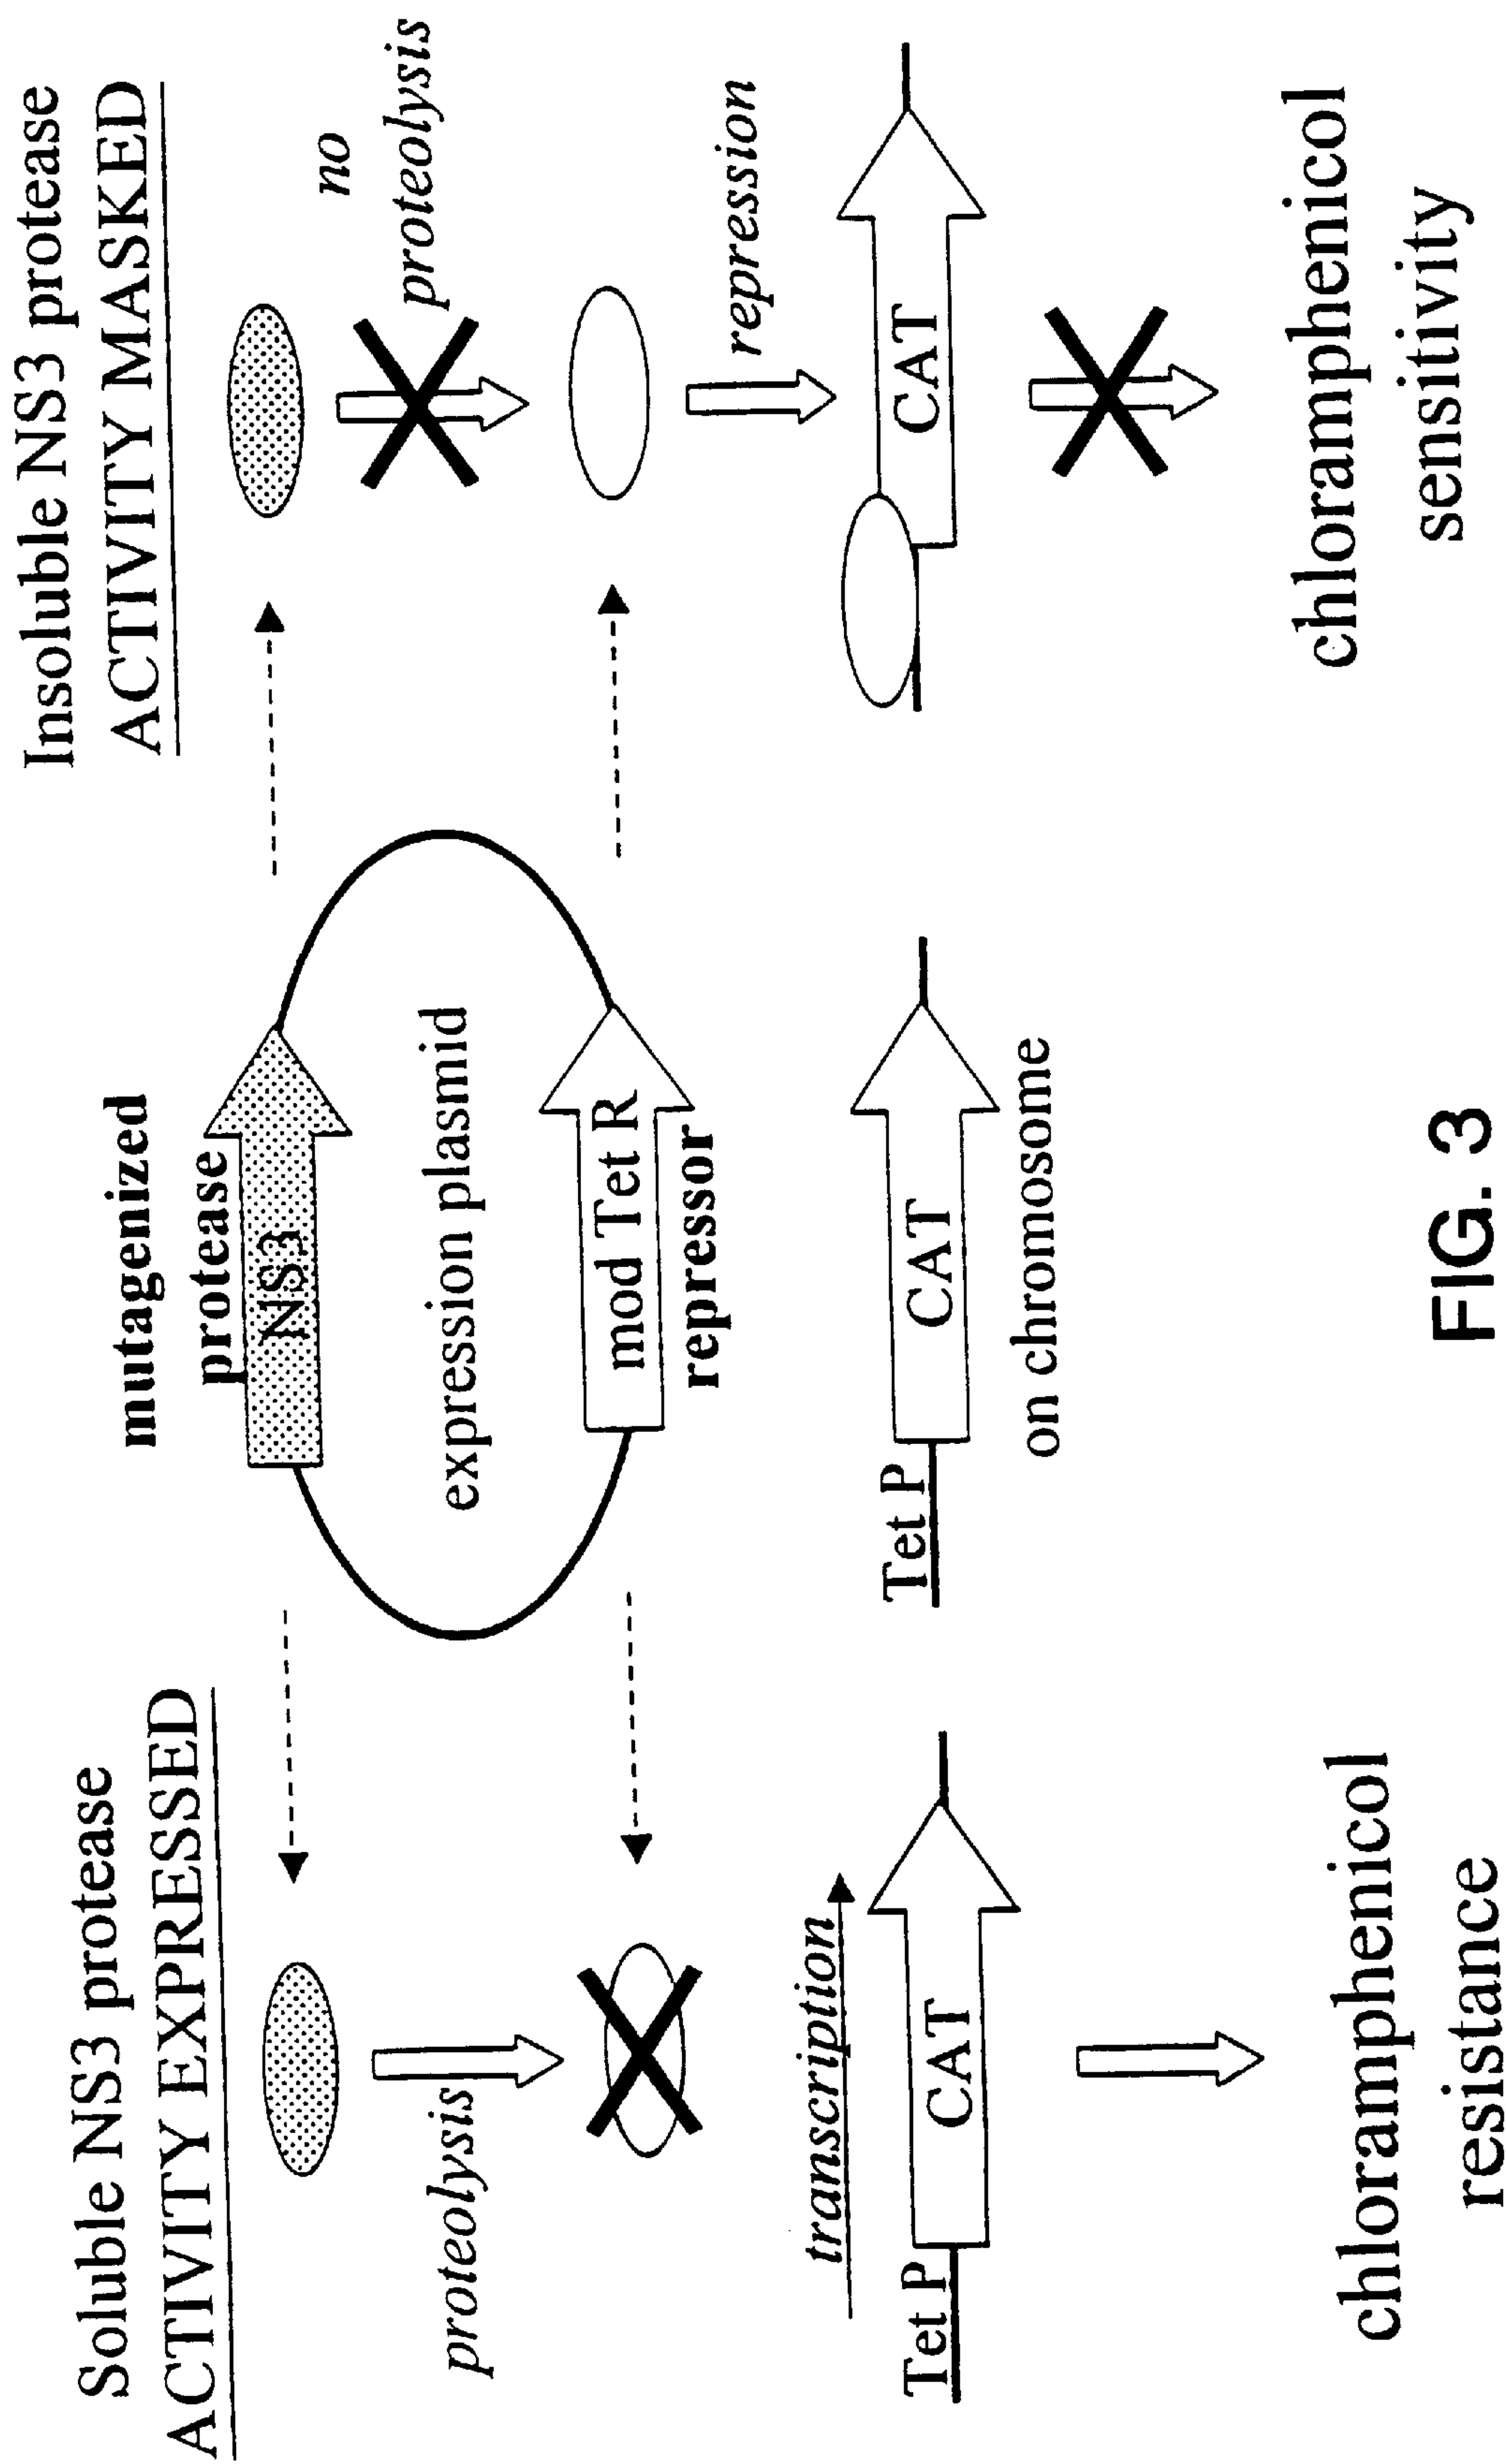 Soluble NS3 protease
ACTIVITY EXPRESSED
proteolysis
transcription
Tet P
CAT
chloramphenicol
resistance
mutagenized
protease
NS3
expression plasmid
mod Tet R
repressor
Tet P
CAT
on chromosome
Insoluble NS3 protease
ACTIVITY MASKED
no
proteolysis
repression
CAT
chloramphenicol
sensitivity
FIG. 3